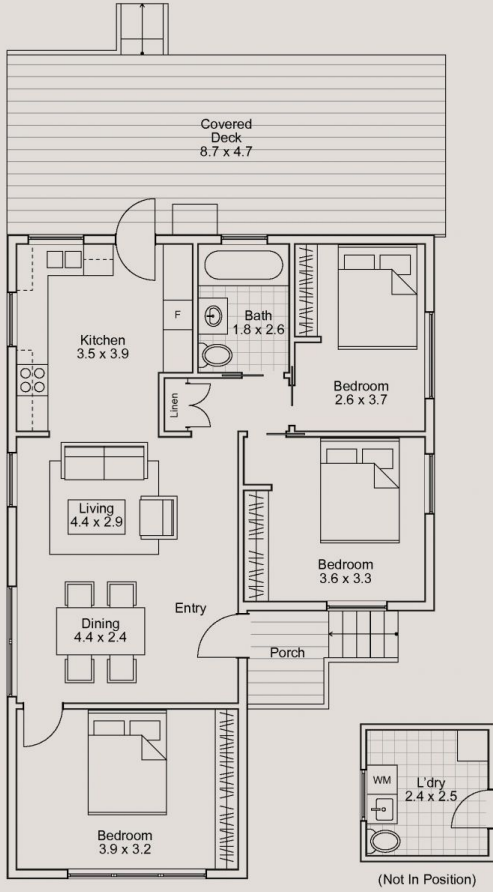 Covered
Deck
8.7 x 4.7
F
Bath
1.8 x 2.6
Kitchen
3.5 x 3.9
Linen
Bedroom
2.6 x 3.7
Living
4.4 x 2.9
Bedroom
3.6 x 3.3
Entry
Dining
4.4 x 2.4
Porch
Bedroom
3.9 x 3.2
WM
L'dry
2.4 x 2.5
(Not In Position)